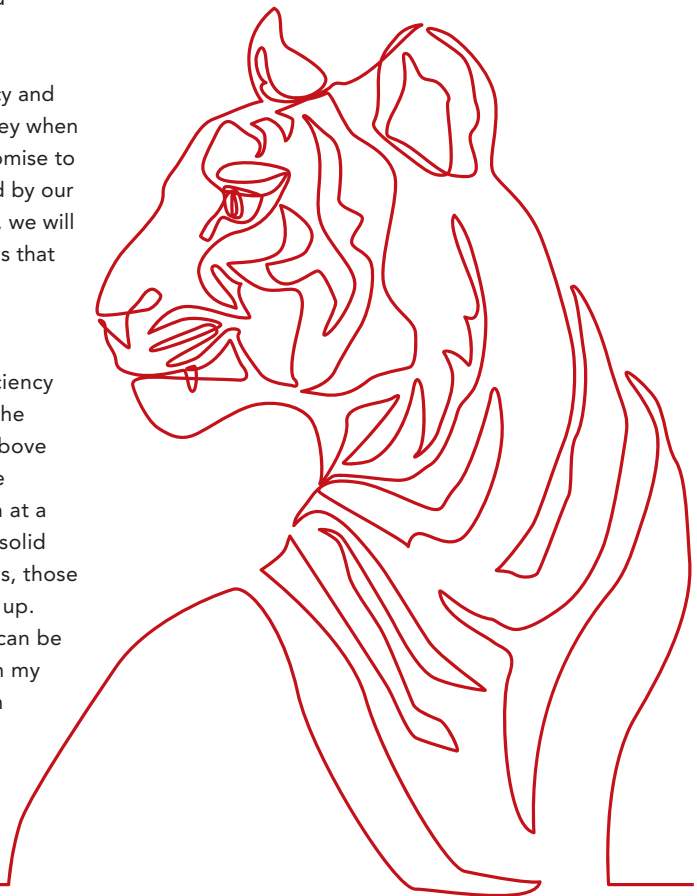 cy and
ey when
omise to
d by our
, we will
s that
ciency
he
bove
e
n at a
solid
s, those
up.
can be
n my
n